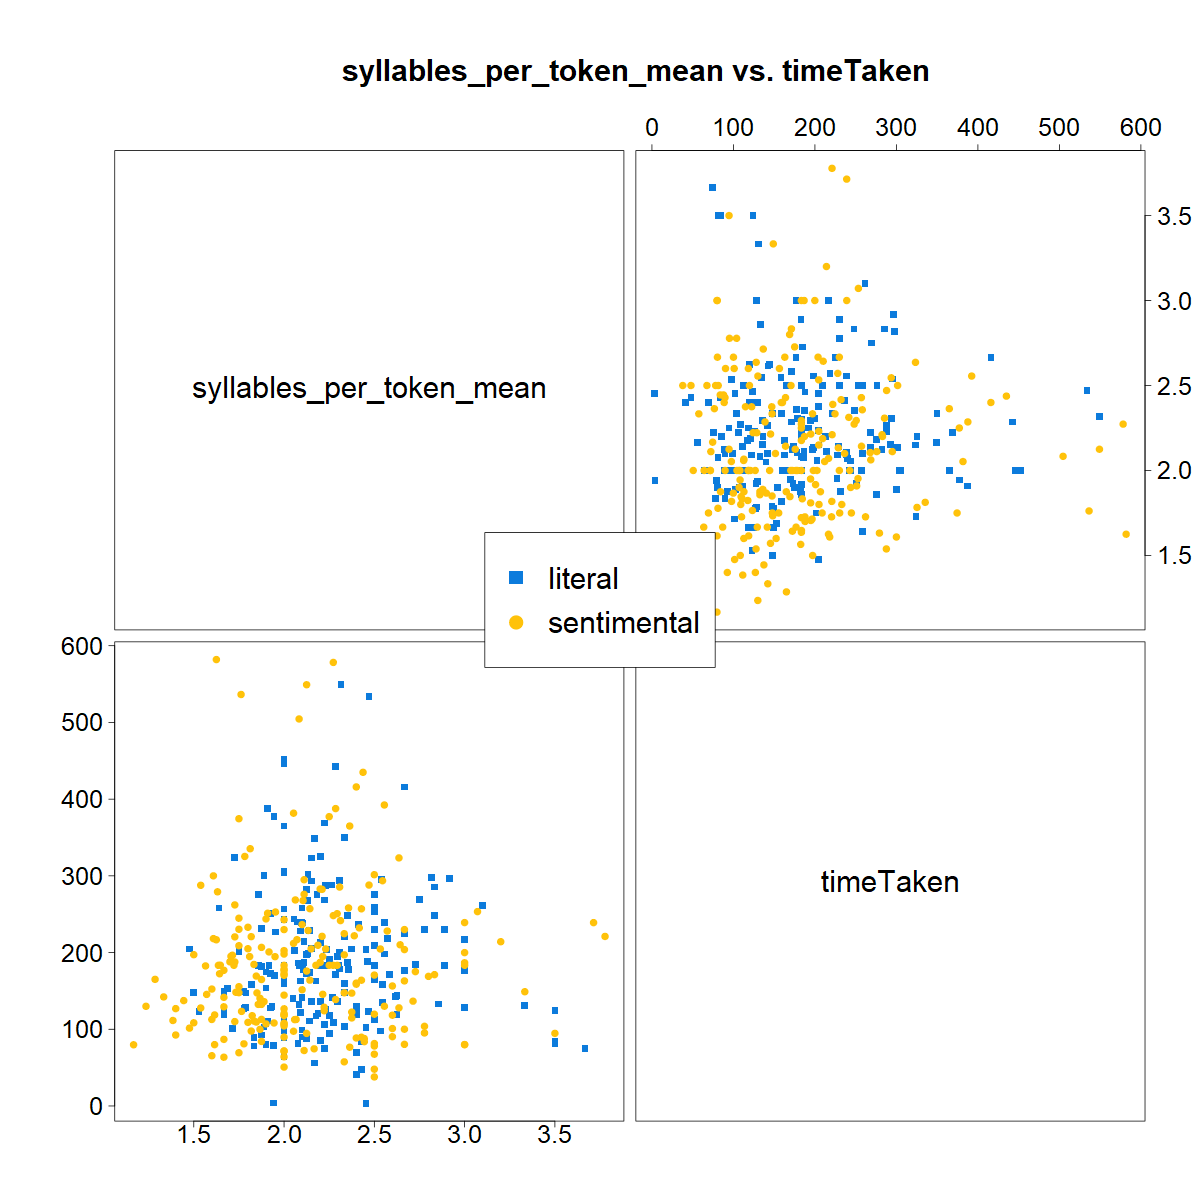 syllables_per_token_mean vs. timeTaken
0 100 200 300 400 500 600
syllables_per_token_mean
3.5
3.0
2.5
2.0
1.5
literal
sentimental
600
500
400
300
200
100
0
timeTaken
1.5 2.0 2.5 3.0 3.5